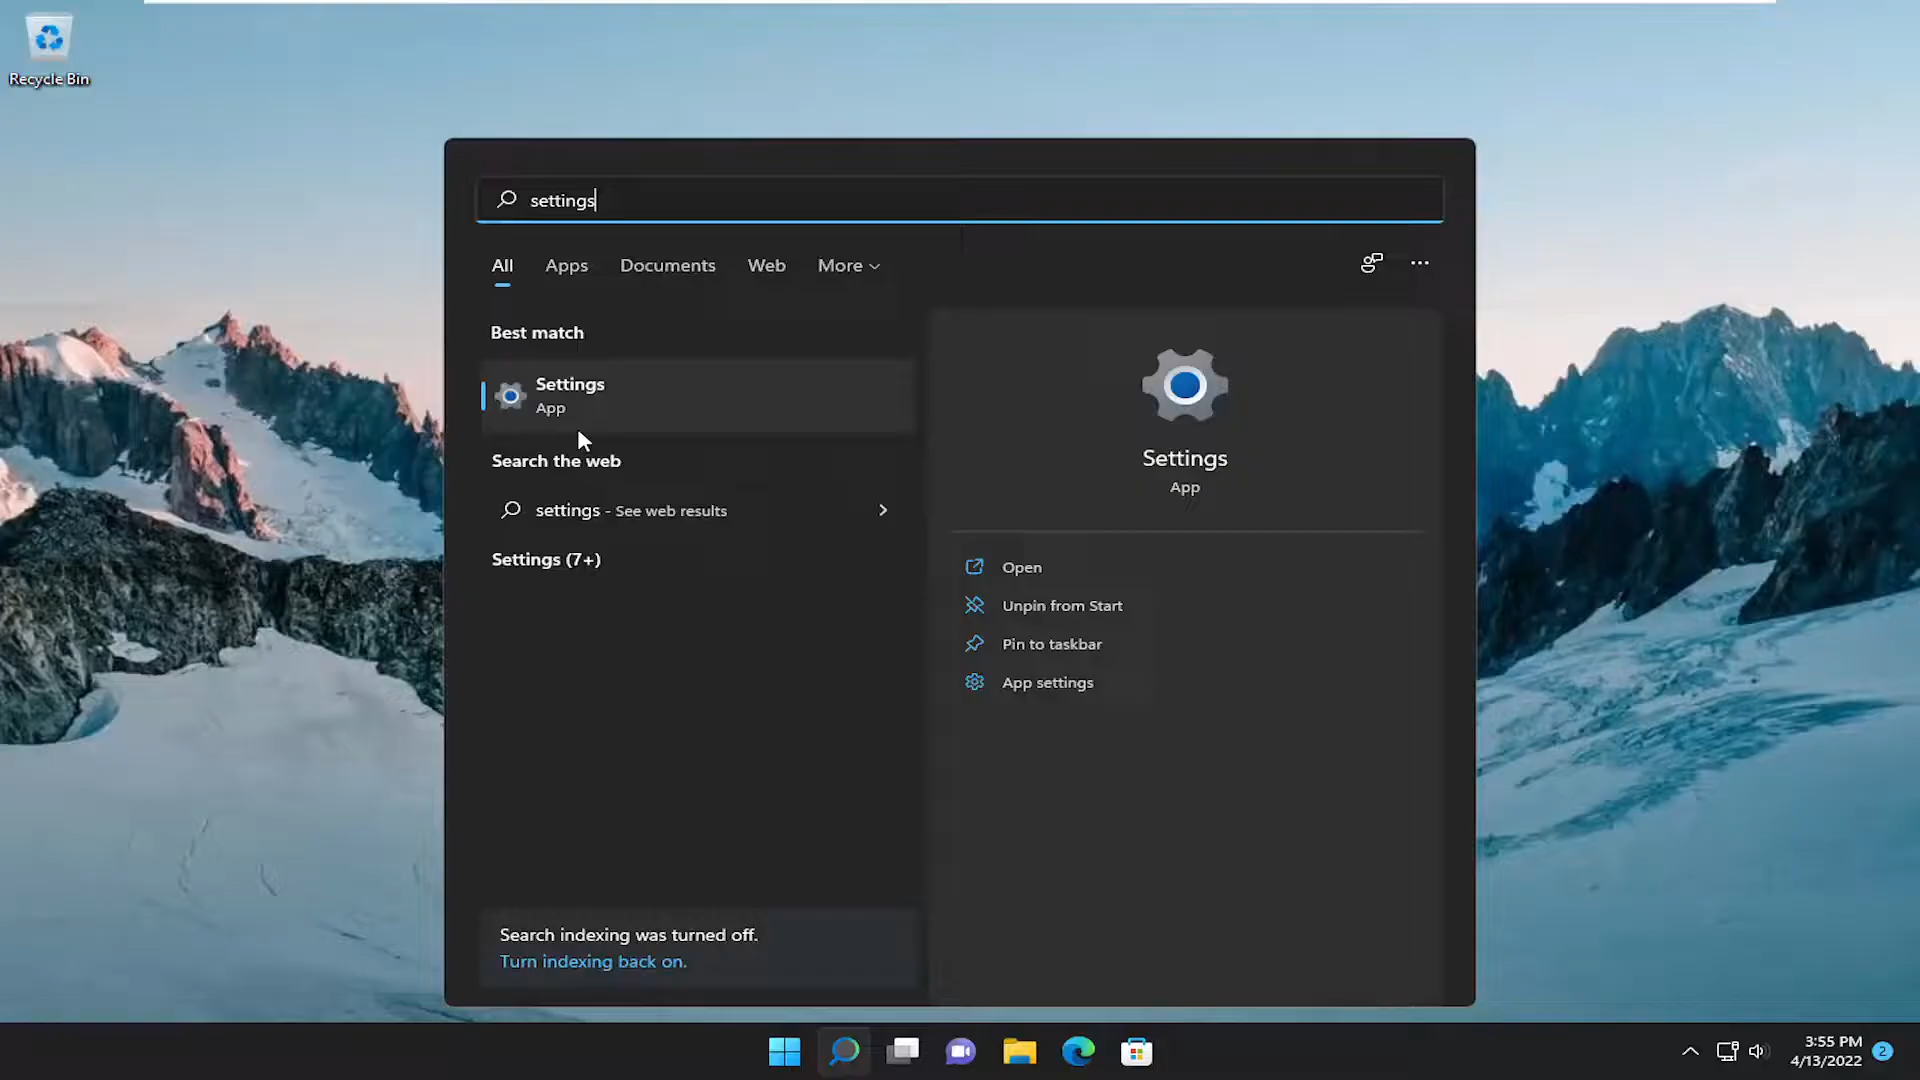 Recycle Bin
settings
All Apps Documents Web More
Best match
Settings
App
Search the web
settings - See web results
Settings (7+)
Search indexing was turned off.
Turn indexing back on.
Settings
App
Open
Unpin from Start
Pin to taskbar
App settings
3:55 PM
4/13/2022
2